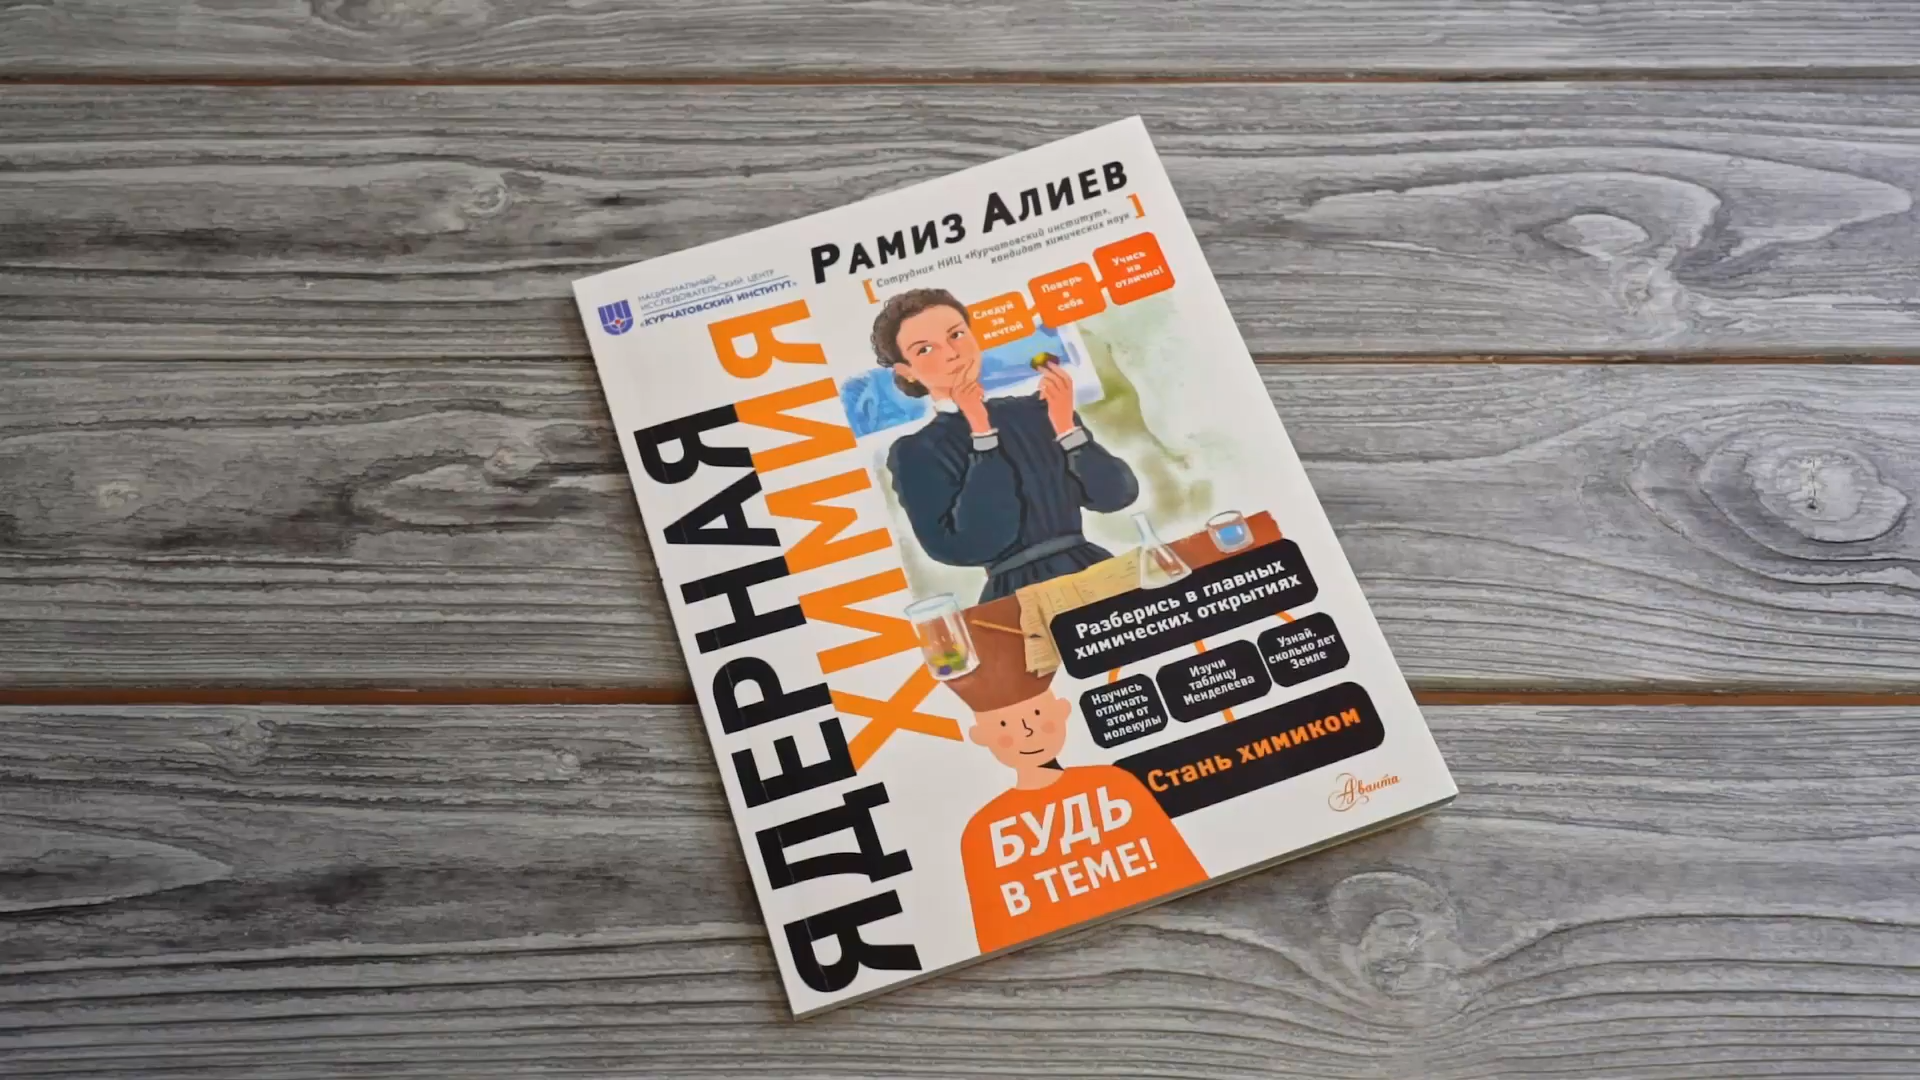 Рамиз Алиев
[Сотрудник НИЦ «Курчатовский институт»,
кандидат химических наук]
НАЦИОНАЛЬНЫЙ
ИССЛЕДОВАТЕЛЬСКИЙ ЦЕНТР
«КУРЧАТОВСКИЙ ИНСТИТУТ»
ЯДЕРНАЯ
ХИМИЯ
Следуй
за
мечтой
Поверь
в
себя
Учись
на
отлично!
Разберись в главных
химических открытиях
Научись
отличать
атом от
молекулы
Изучи
таблицу
Менделеева
Узнай,
сколько лет
Земле
Стань химиком
БУДЬ
В ТЕМЕ!
Аванта